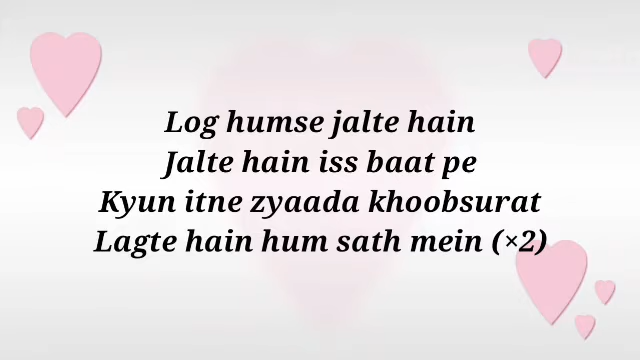 Log humse jalte hain
Jalte hain iss baat pe
Kyun itne zyaada khoobsurat
Lagte hain hum sath mein (×2)